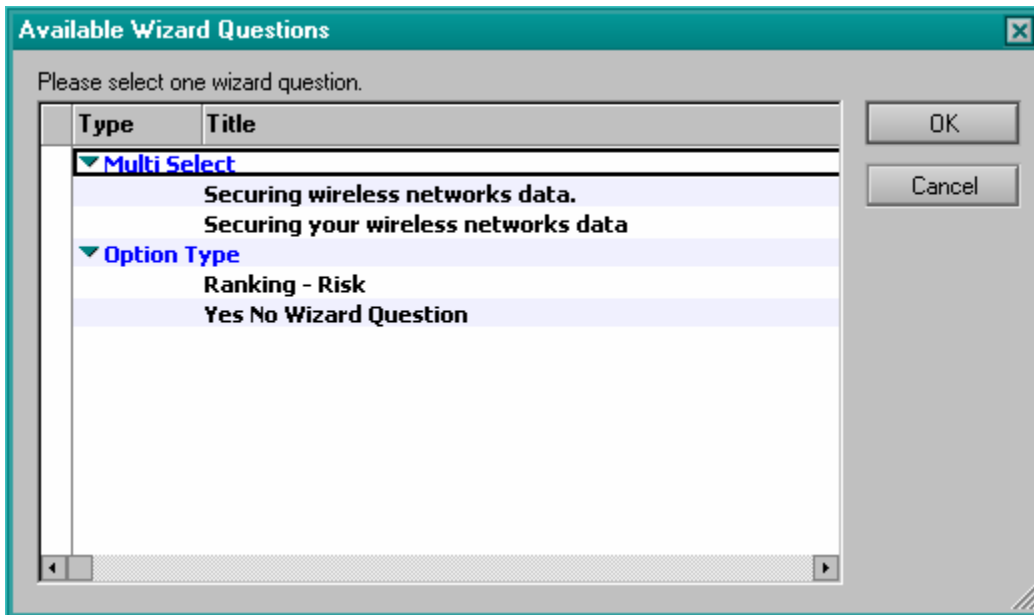 Available Wizard Questions
Please select one wizard question.
Type Title
OK
Multi Select
Securing wireless networks data.
Cancel
Securing your wireless networks data
Option Type
Ranking - Risk
Yes No Wizard Question